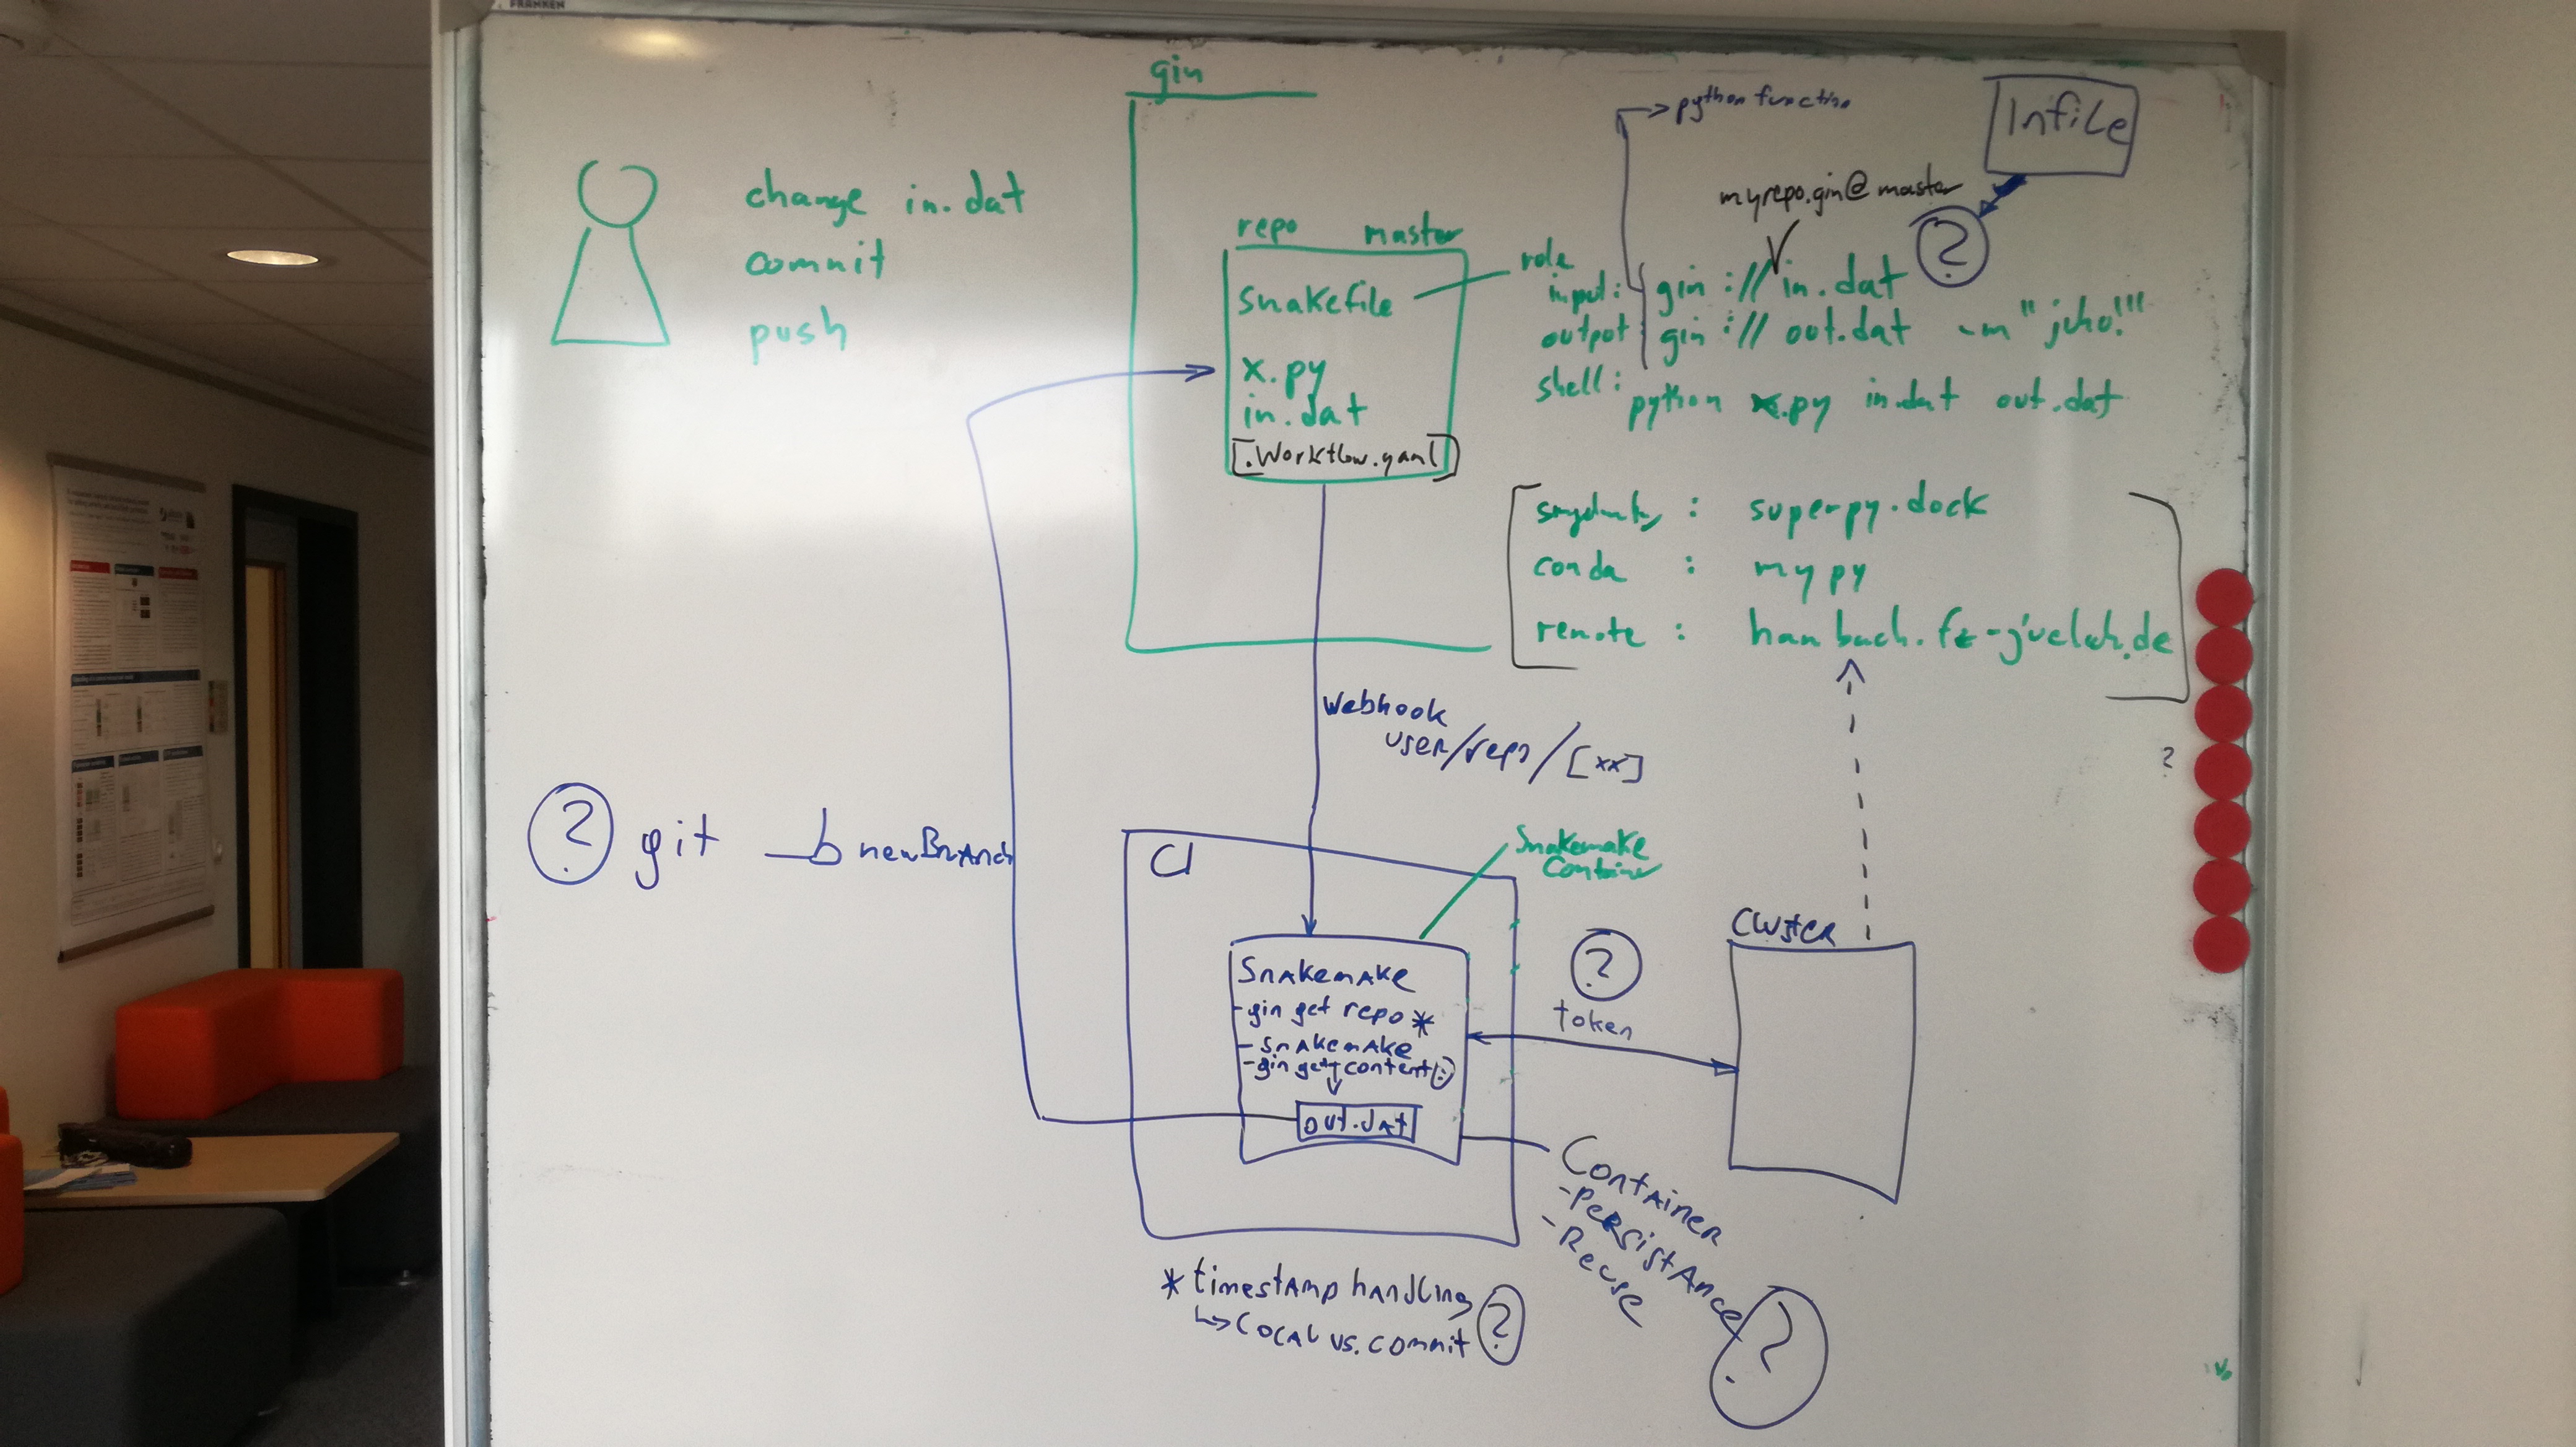 FRANKEN
gin
python function
Infile
change in.dat
commit
push
myrepo.gin@master
?
repo master
snakefile
x.py
in.dat
[.Workflow.yaml]
role
input: gin :// in.dat
output gin :// out.dat -m "juho!!"
shell: python x.py in.dat out.dat
: superpy.dock
conda : mypy
remote : hambach.fz-juelich.de
Webhook
user/repo/[xx]
?
? git _b newBranch
CI
Snakemake
Container
Snakemake
-gin get repo *
- snakemake
-gin get content
out.dat
?
token
Cluster
Container
-Persistance
-Reuse
?
* timestamp handling
↳ Local vs. commit ?